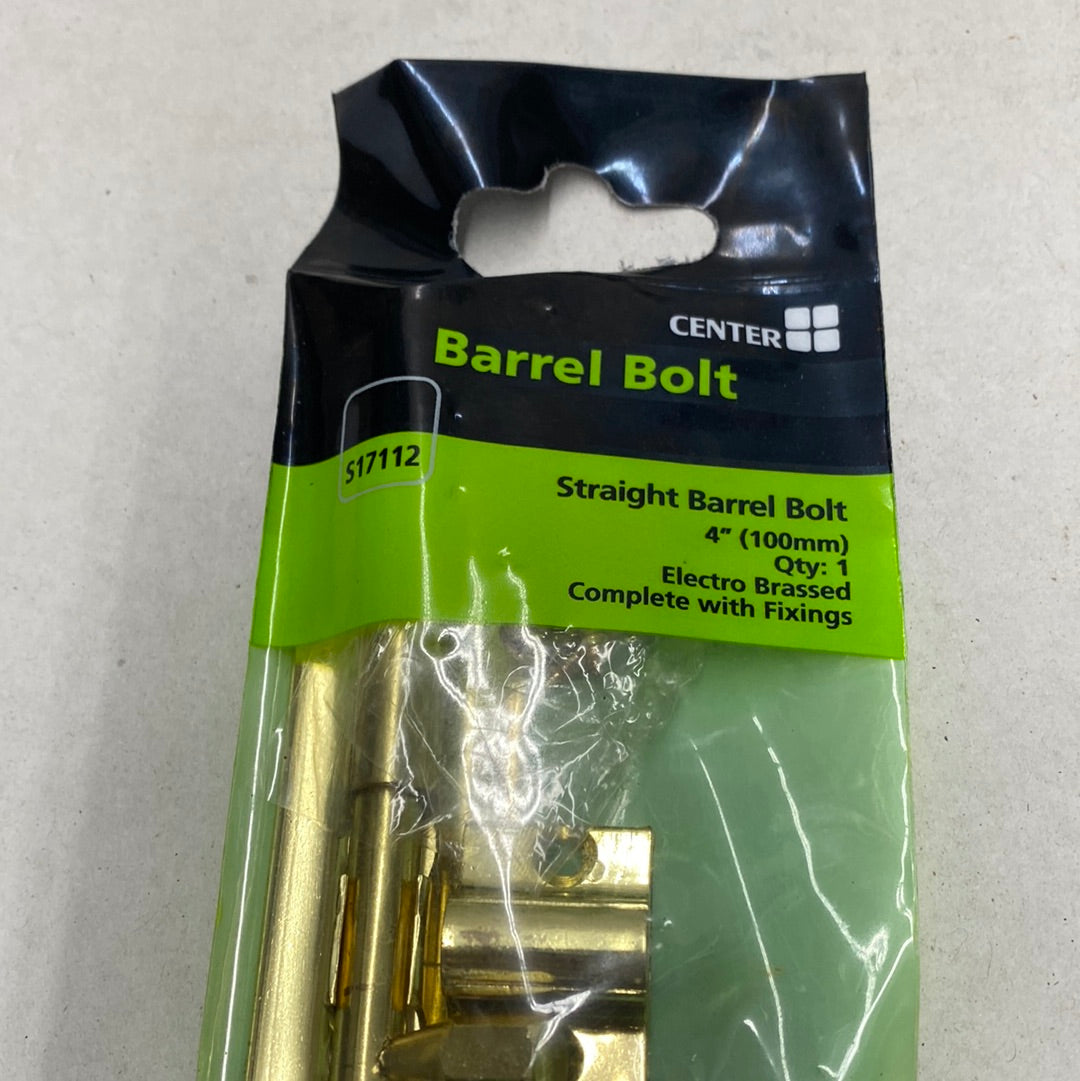 CENTER
Barrel Bolt
S17112
Straight Barrel Bolt
4" (100mm)
Qty: 1
Electro Brassed
Complete with Fixings